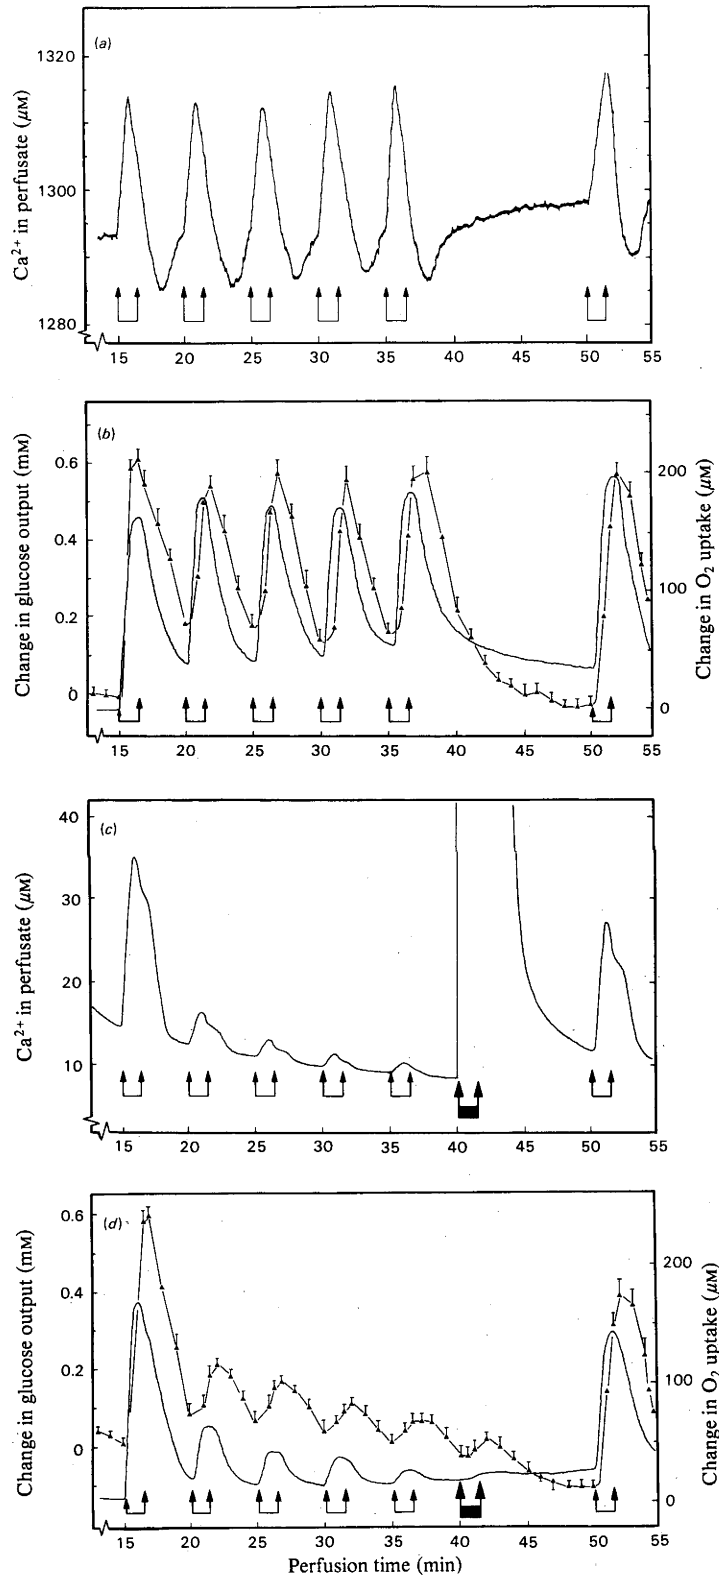 (a)
Ca2+ in perfusate (μM)
1320
1300
1280
15 20 25 30 35 40 45 50 55
(b)
Change in glucose output (mM)
0.6
0.4
0.2
0
Change in O2 uptake (μM)
200
100
0
15 20 25 30 35 40 45 50 55
(c)
Ca2+ in perfusate (μM)
40
30
20
10
15 20 25 30 35 40 45 50 55
(d)
Change in glucose output (mM)
0.6
0.4
0.2
0
Change in O2 uptake (μM)
200
100
0
15 20 25 30 35 40 45 50 55
Perfusion time (min)